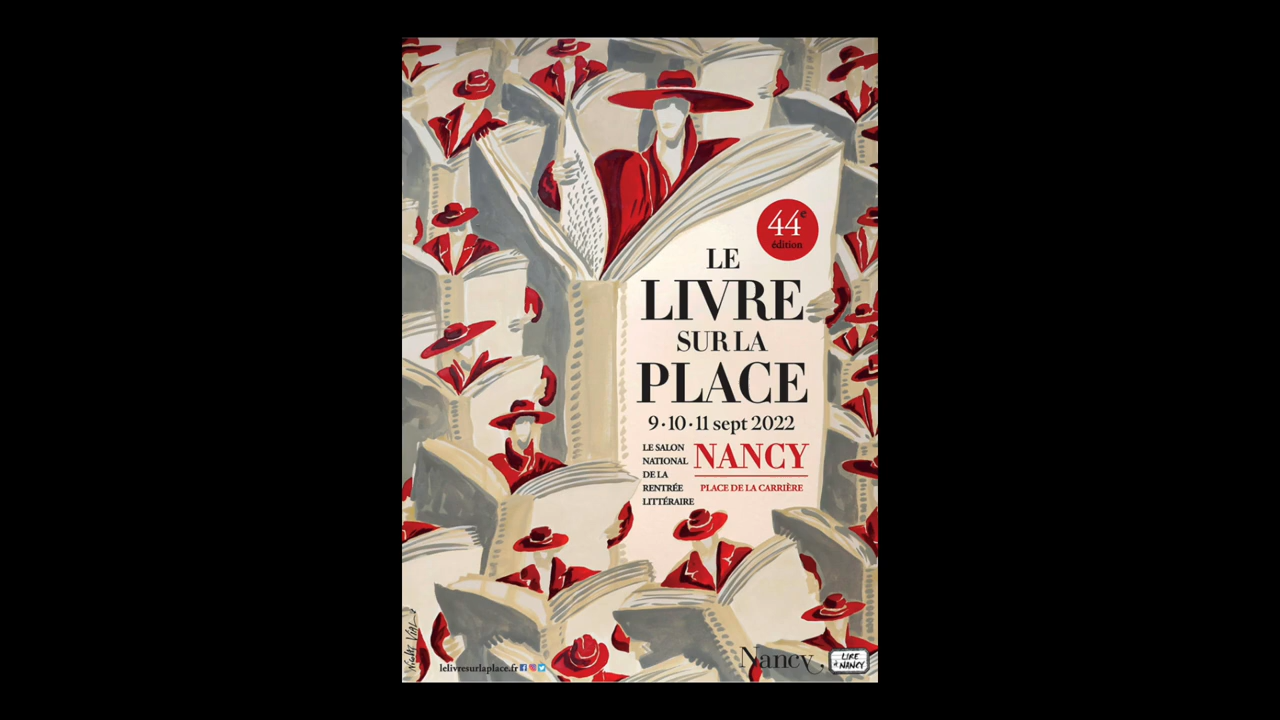 44e
édition
LE
LIVRE
SUR LA
PLACE
9·10·11 sept 2022
LE SALON
NATIONAL
DE LA
RENTRÉE
LITTÉRAIRE
NANCY
PLACE DE LA CARRIÈRE
lelivresurlaplace.fr
Nancy,
LIRE
à NANCY